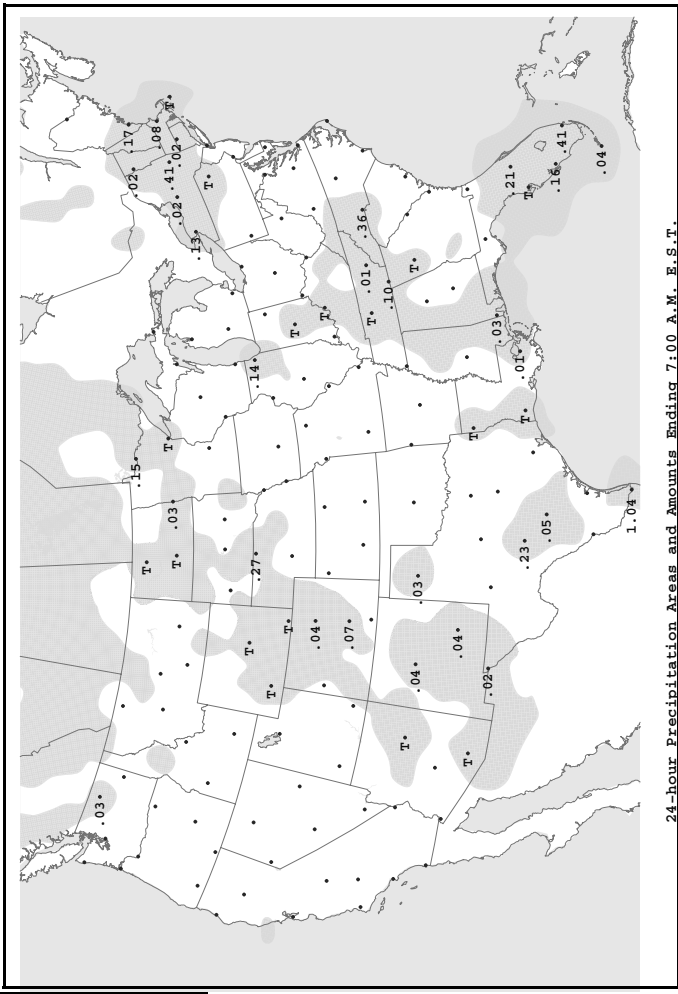 .17
.02
.08
T
.15
T
.41
.02
.03
T
T
.02
T
.13
.03
.14
.27
T
T
T
T
T
.04
.07
.36
.01
T
.10
T
T
.04
.03
.04
T
T
.02
.03
.21
T
.01
T
.23
.05
.16
.41
.04
1.04
24-hour Precipitation Areas and Amounts Ending 7:00 A.M. E.S.T.